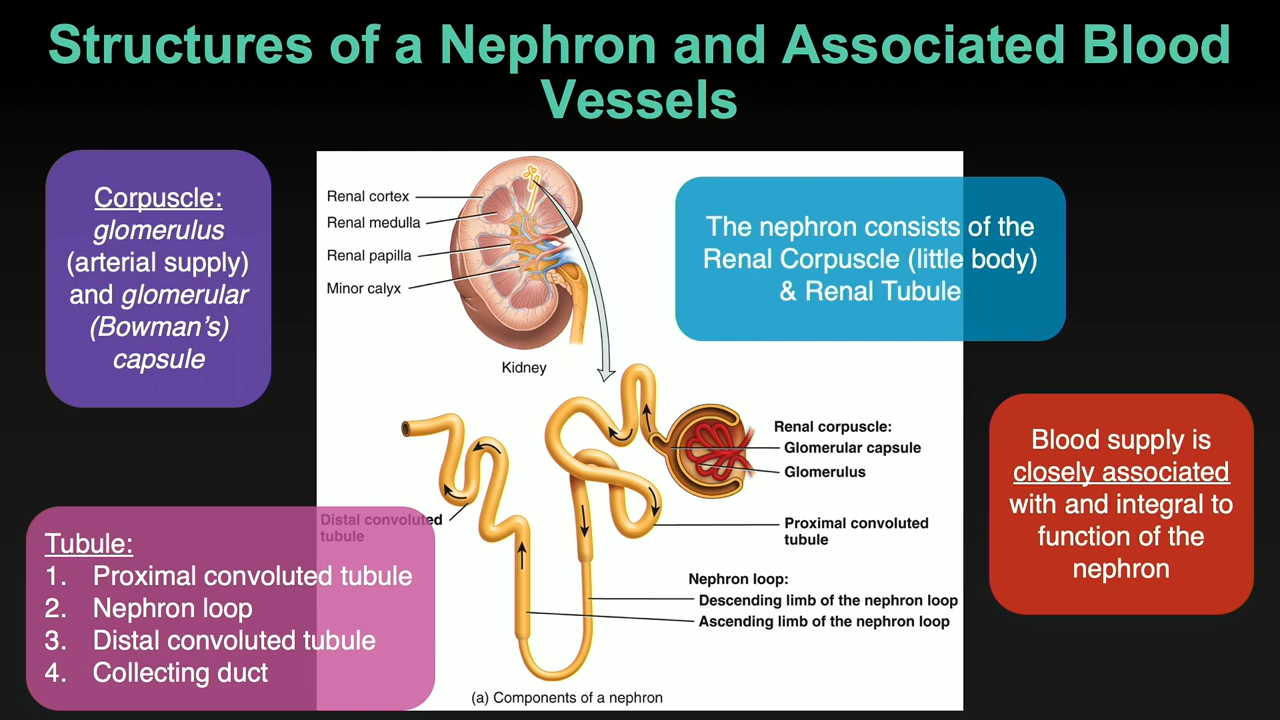 Structures of a Nephron and Associated Blood
Vessels
Corpuscle:
glomerulus
(arterial supply)
and glomerular
(Bowman’s)
capsule
Renal cortex
Renal medulla
Renal papilla
Minor calyx
Kidney
The nephron consists of the
Renal Corpuscle (little body)
& Renal Tubule
Renal corpuscle:
Glomerular capsule
Glomerulus
Blood supply is
closely associated
with and integral to
function of the
nephron
Distal convoluted
tubule
Proximal convoluted
tubule
Nephron loop:
Descending limb of the nephron loop
Ascending limb of the nephron loop
Tubule:
1. Proximal convoluted tubule
2. Nephron loop
3. Distal convoluted tubule
4. Collecting duct
(a) Components of a nephron